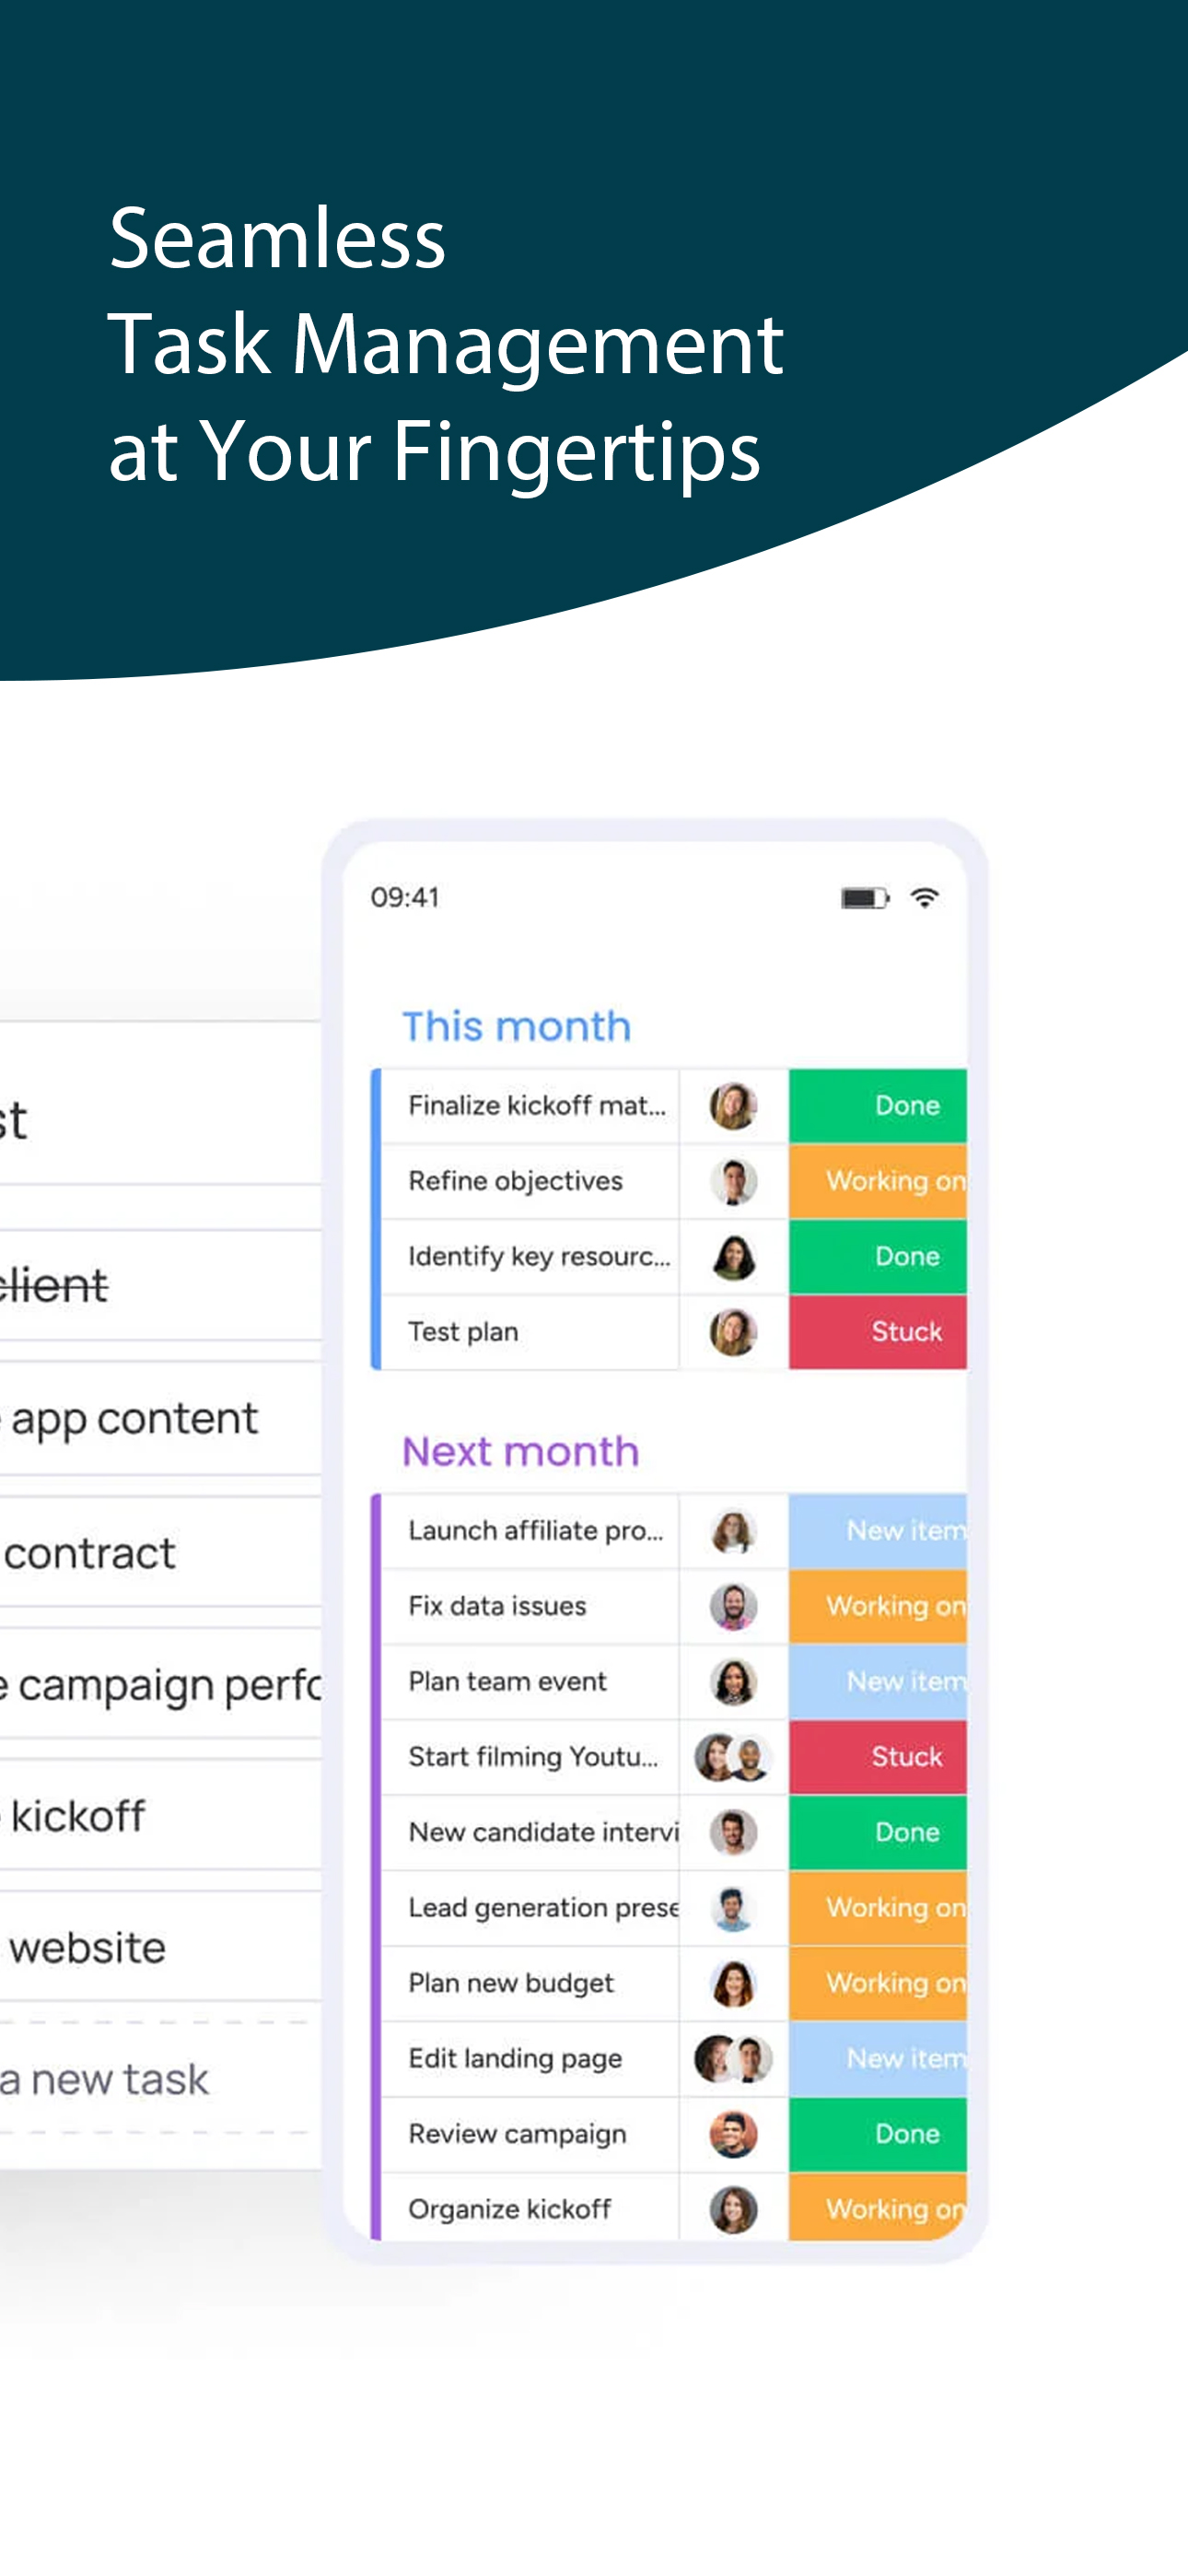 Seamless
Task Management
at Your Fingertips
st
client
app content
contract
campaign perfo
kickoff
website
a new task
09:41
This month
Finalize kickoff mat... Done
Refine objectives Working on
Identify key resourc... Done
Test plan Stuck
Next month
Launch affiliate pro... New item
Fix data issues Working on
Plan team event New item
Start filming Youtu... Stuck
New candidate intervi Done
Lead generation prese Working on
Plan new budget Working on
Edit landing page New item
Review campaign Done
Organize kickoff Working on